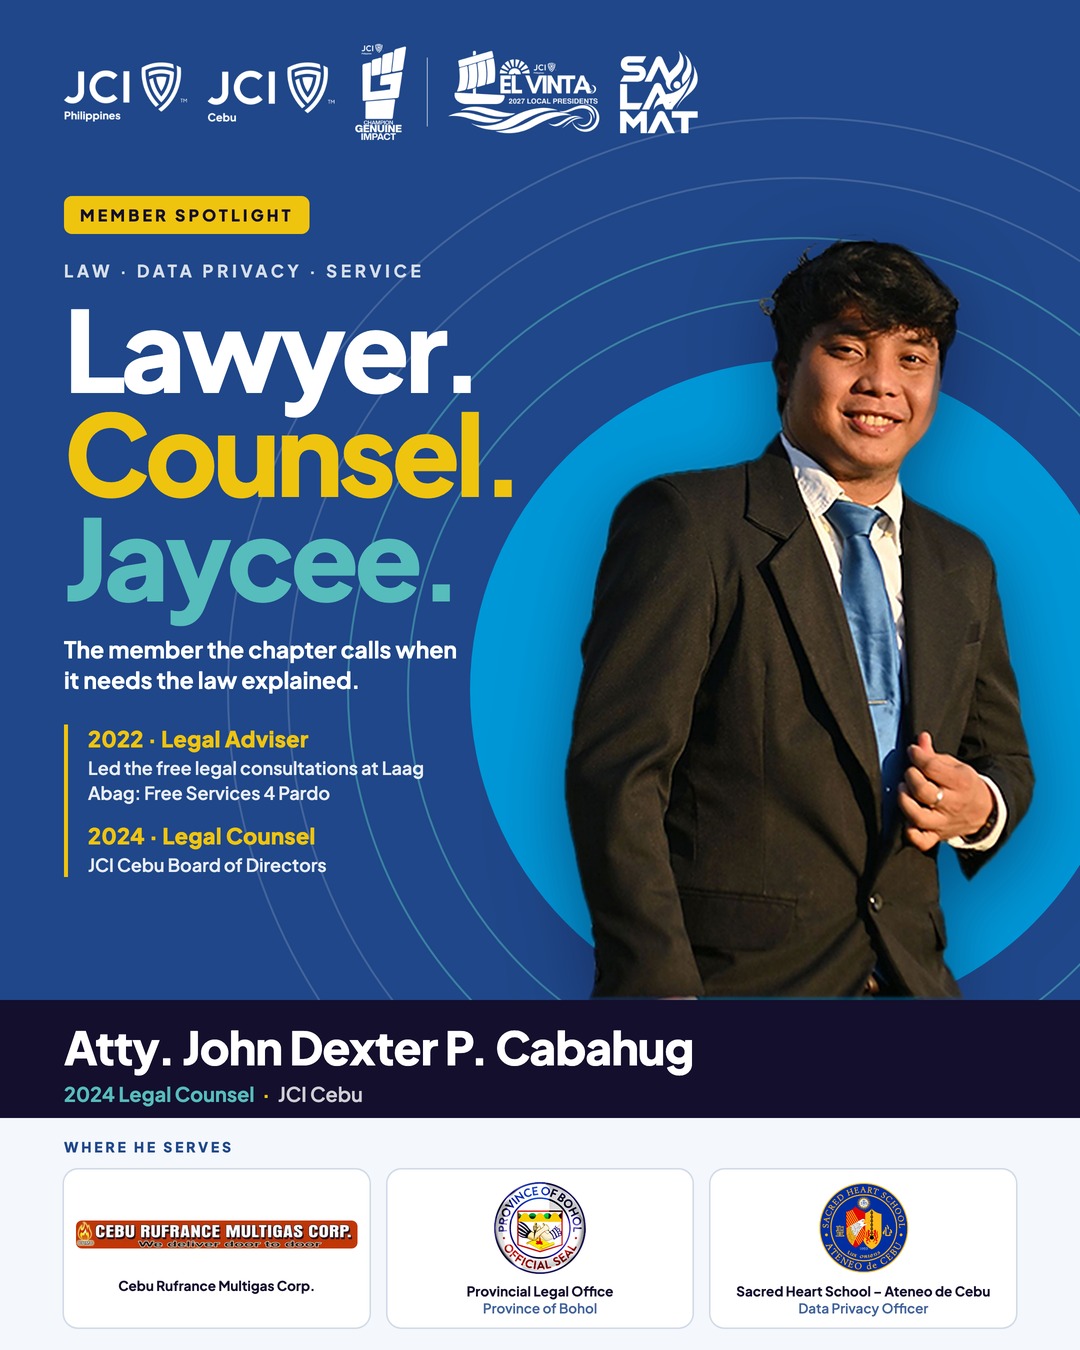 JCI
Philippines
JCI
Cebu
JCI
G
CHAMPION
GENUINE
IMPACT
JCI
EL VINTA
2027 LOCAL PRESIDENTS
SA
LA
MAT
MEMBER SPOTLIGHT
LAW · DATA PRIVACY · SERVICE
Lawyer.
Counsel.
Jaycee.
The member the chapter calls when
it needs the law explained.
2022 · Legal Adviser
Led the free legal consultations at Laag
Abag: Free Services 4 Pardo
2024 · Legal Counsel
JCI Cebu Board of Directors
Atty. John Dexter P. Cabahug
2024 Legal Counsel · JCI Cebu
WHERE HE SERVES
CEBU RUFRANCE MULTIGAS CORP.
We deliver door to door
Cebu Rufrance Multigas Corp.
PROVINCE OF BOHOL
OFFICIAL SEAL
Provincial Legal Office
Province of Bohol
SACRED HEART SCHOOL
ATENEO de CEBU
Sacred Heart School – Ateneo de Cebu
Data Privacy Officer